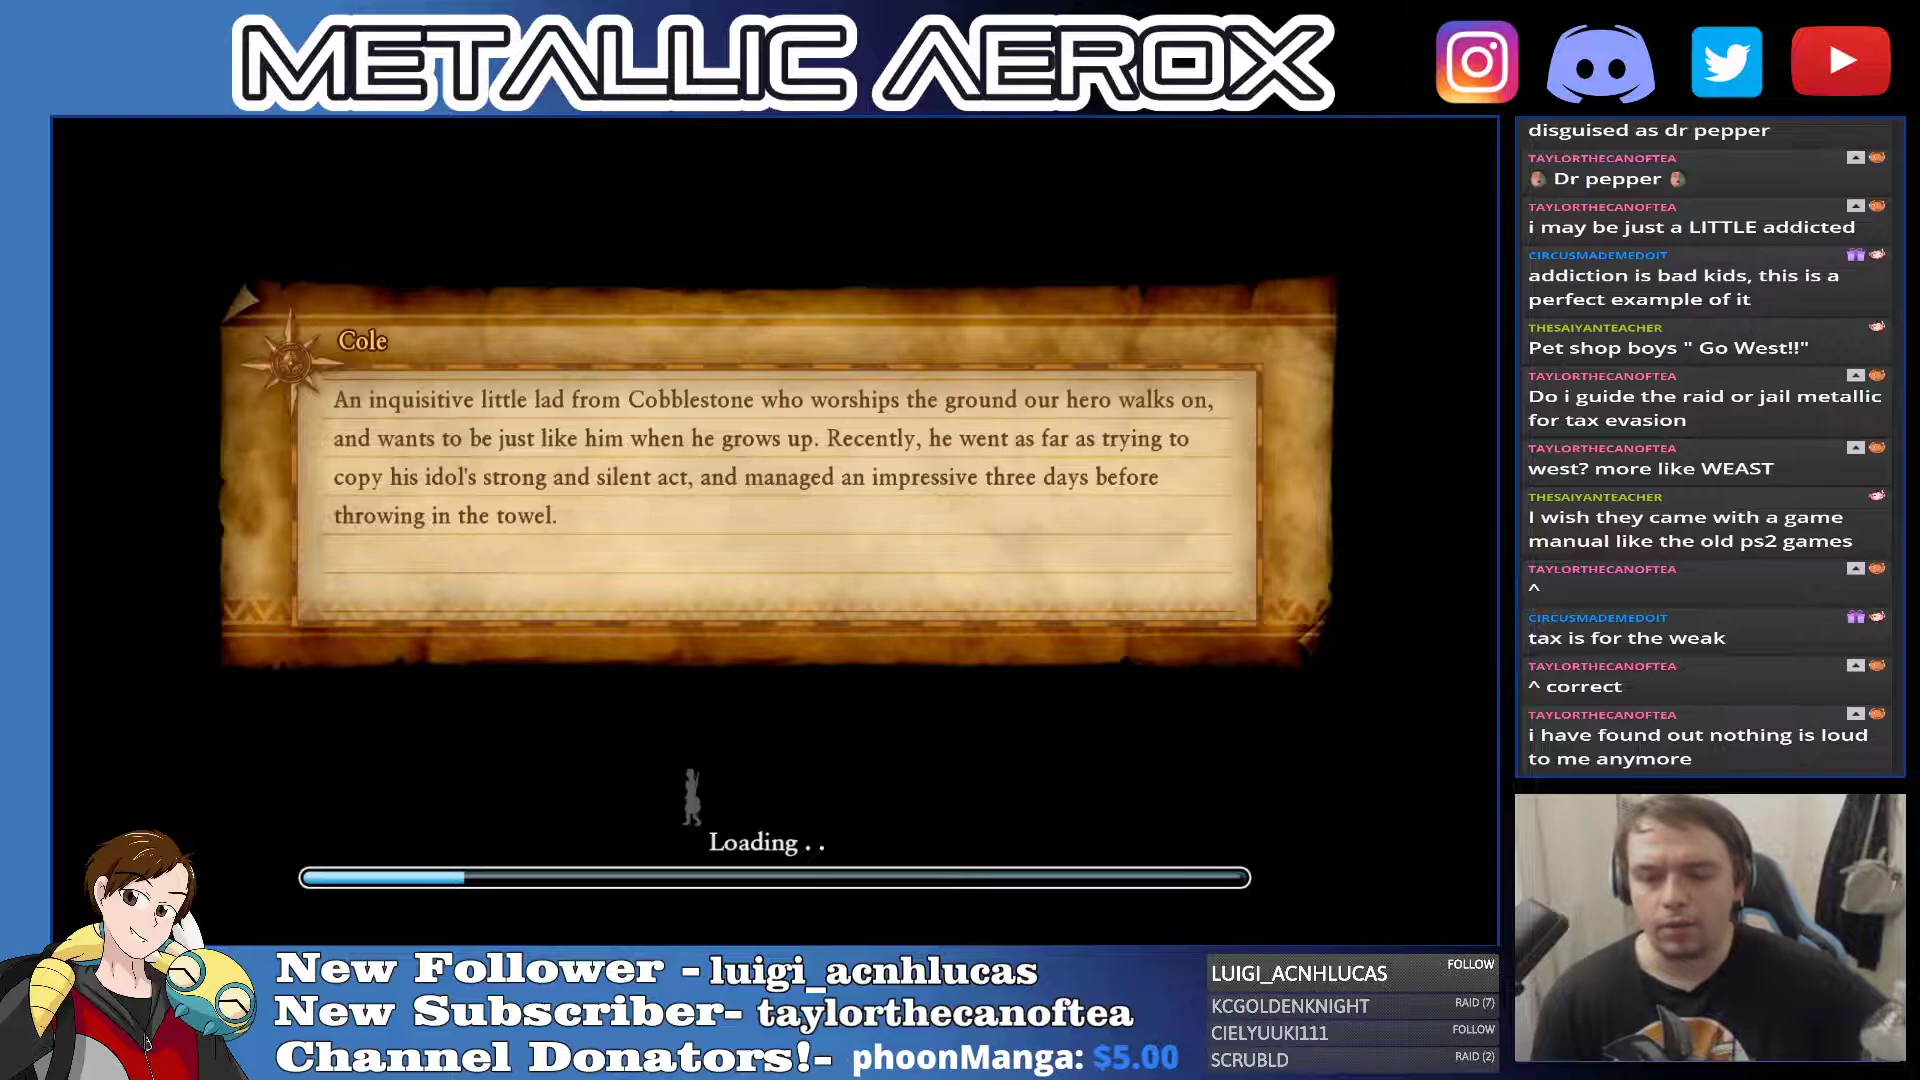 METALLIC AEROX
Cole
An inquisitive little lad from Cobblestone who worships the ground our hero walks on,
and wants to be just like him when he grows up. Recently, he went as far as trying to
copy his idol's strong and silent act, and managed an impressive three days before
throwing in the towel.
Loading . .
disguised as dr pepper
TAYLORTHECANOFTEA
Dr pepper
TAYLORTHECANOFTEA
i may be just a LITTLE addicted
CIRCUSMADEMEDOIT
addiction is bad kids, this is a
perfect example of it
THESAIYANTEACHER
Pet shop boys " Go West!!"
TAYLORTHECANOFTEA
Do i guide the raid or jail metallic
for tax evasion
TAYLORTHECANOFTEA
west? more like WEAST
THESAIYANTEACHER
I wish they came with a game
manual like the old ps2 games
TAYLORTHECANOFTEA
^
CIRCUSMADEMEDOIT
tax is for the weak
TAYLORTHECANOFTEA
^ correct
TAYLORTHECANOFTEA
i have found out nothing is loud
to me anymore
New Follower - luigi_acnhlucas
New Subscriber- taylorthecanoftea
Channel Donators!- phoonManga: $5.00
LUIGI_ACNHLUCAS FOLLOW
KCGOLDENKNIGHT RAID (7)
CIELYUUKI111 FOLLOW
SCRUBLD RAID (2)